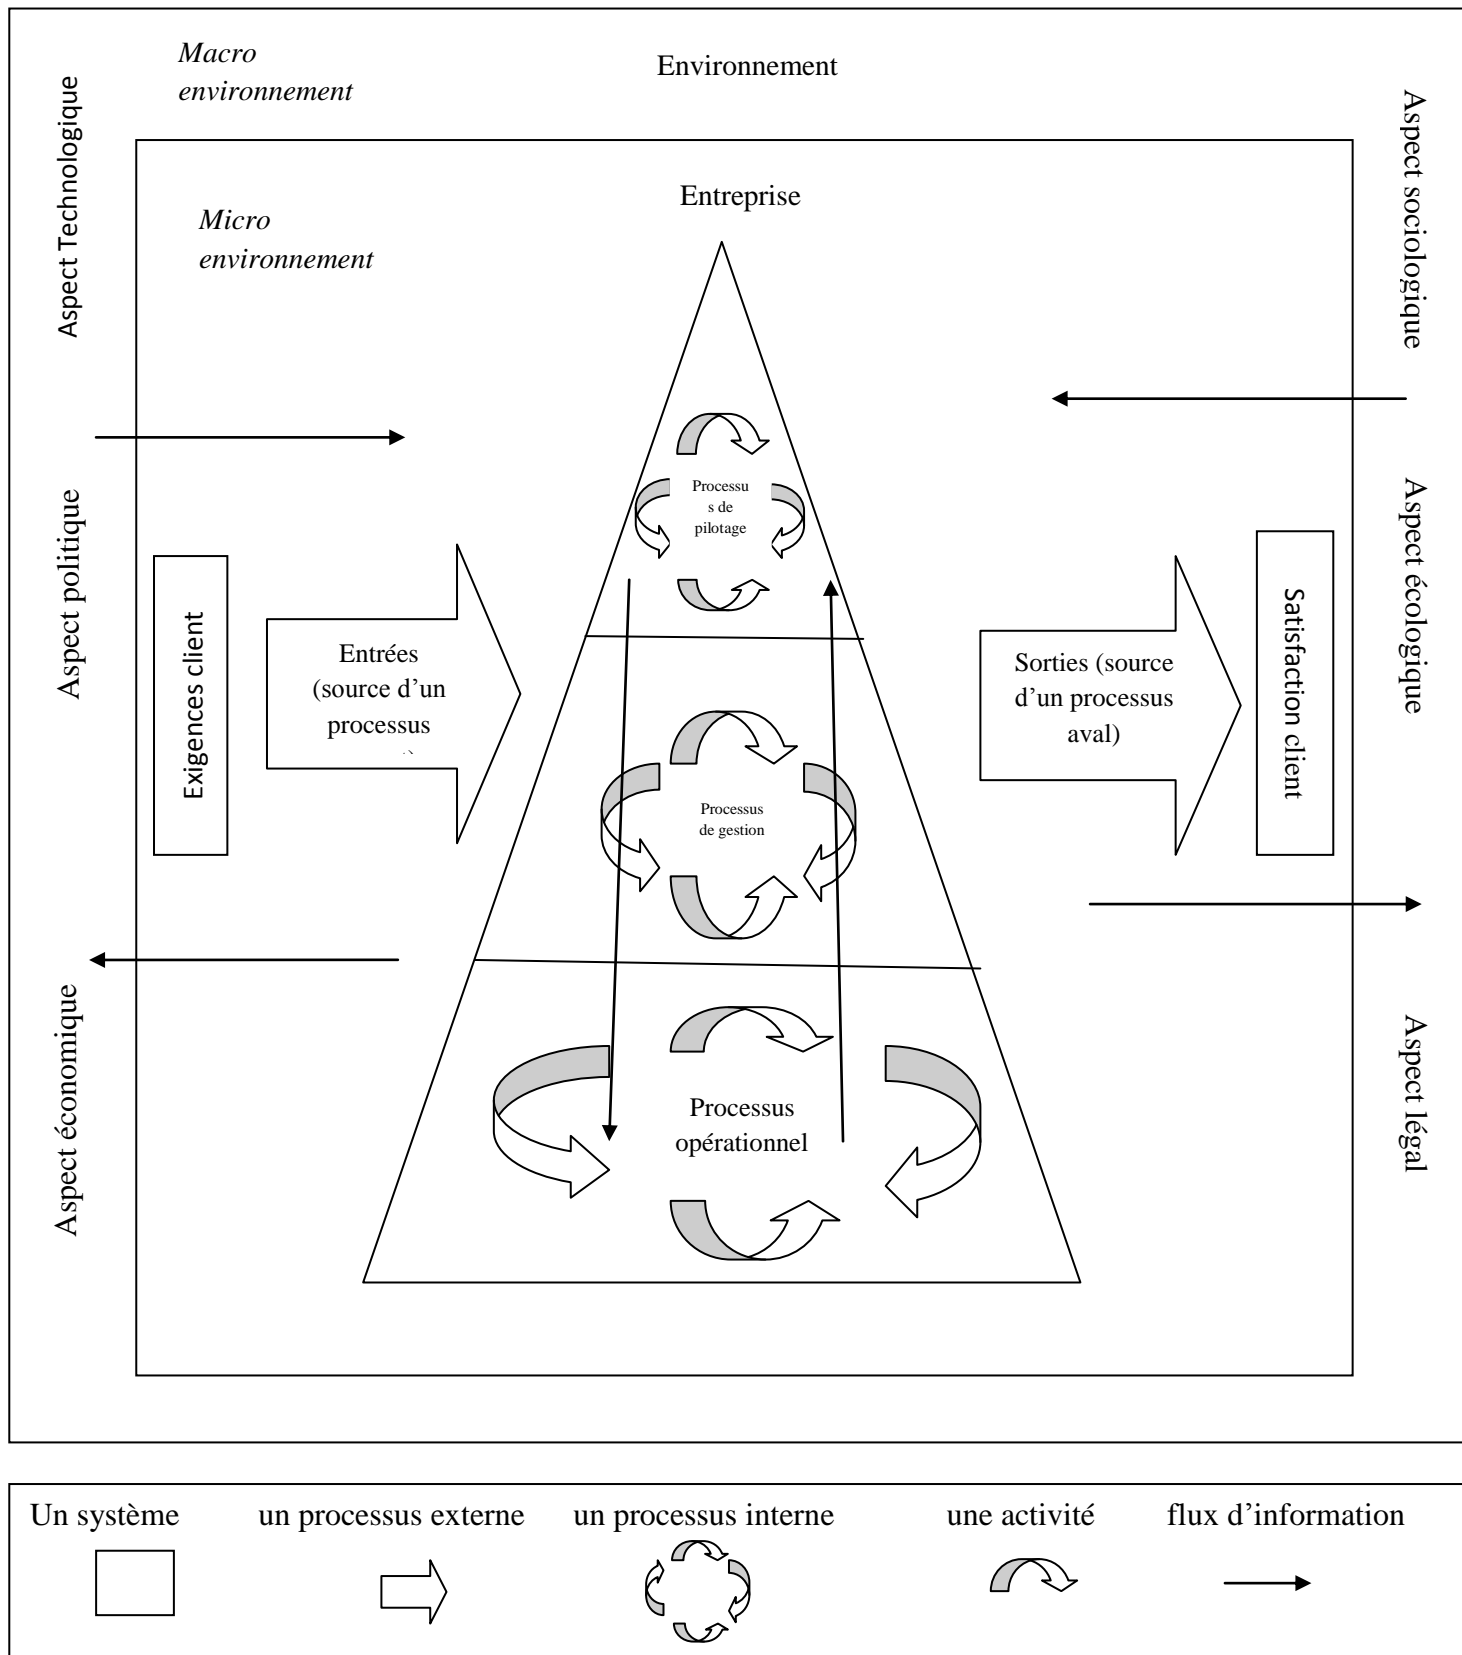 Macro
environnement
Environnement
Aspect Technologique
Aspect sociologique
Micro
environnement
Entreprise
Processu
s de
pilotage
Aspect politique
Aspect écologique
Exigences client
Entrées
(source d’un
processus
Sorties (source
d’un processus
aval)
Satisfaction client
Processus
de gestion
Aspect économique
Aspect légal
Processus
opérationnel
Un système
un processus externe
un processus interne
une activité
flux d’information